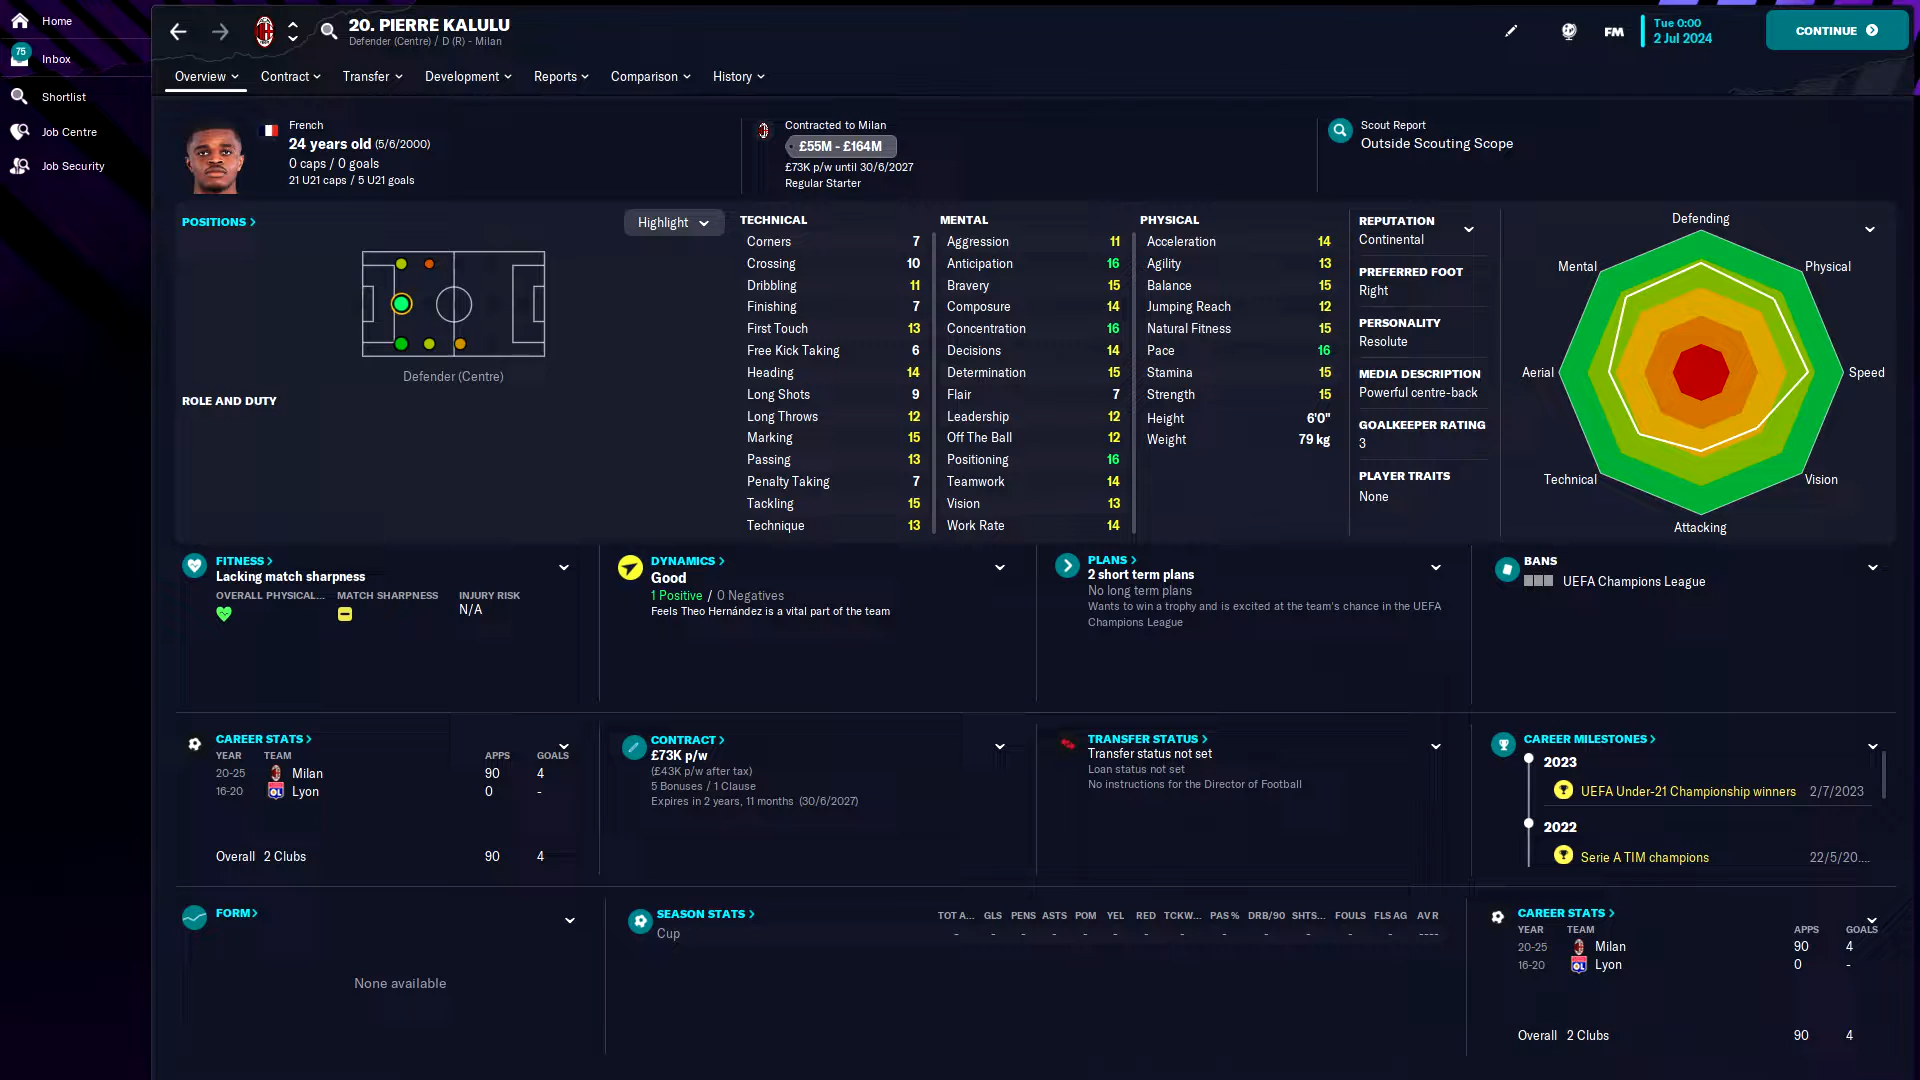 Home
75
Inbox
Shortlist
Job Centre
Job Security
20. PIERRE KALULU
Defender (Centre) / D (R) - Milan
FM
Tue 0:00
2 Jul 2024
CONTINUE
Overview
Contract
Transfer
Development
Reports
Comparison
History
French
24 years old (5/6/2000)
0 caps / 0 goals
21 U21 caps / 5 U21 goals
Contracted to Milan
£55M - £164M
£73K p/w until 30/6/2027
Regular Starter
Scout Report
Outside Scouting Scope
POSITIONS
Highlight
Defender (Centre)
ROLE AND DUTY
TECHNICAL
Corners 7
Crossing 10
Dribbling 11
Finishing 7
First Touch 13
Free Kick Taking 6
Heading 14
Long Shots 9
Long Throws 12
Marking 15
Passing 13
Penalty Taking 7
Tackling 15
Technique 13
MENTAL
Aggression 11
Anticipation 16
Bravery 15
Composure 14
Concentration 16
Decisions 14
Determination 15
Flair 7
Leadership 12
Off The Ball 12
Positioning 16
Teamwork 14
Vision 13
Work Rate 14
PHYSICAL
Acceleration 14
Agility 13
Balance 15
Jumping Reach 12
Natural Fitness 15
Pace 16
Stamina 15
Strength 15
Height 6'0"
Weight 79 kg
REPUTATION
Continental
PREFERRED FOOT
Right
PERSONALITY
Resolute
MEDIA DESCRIPTION
Powerful centre-back
GOALKEEPER RATING
3
PLAYER TRAITS
None
Defending
Mental
Physical
Aerial
Speed
Technical
Vision
Attacking
FITNESS
Lacking match sharpness
OVERALL PHYSICAL... MATCH SHARPNESS INJURY RISK
N/A
DYNAMICS
Good
1 Positive / 0 Negatives
Feels Theo Hernández is a vital part of the team
PLANS
2 short term plans
No long term plans
Wants to win a trophy and is excited at the team's chance in the UEFA
Champions League
BANS
UEFA Champions League
CAREER STATS
YEAR TEAM APPS GOALS
20-25 Milan 90 4
16-20 Lyon 0 -
Overall 2 Clubs 90 4
CONTRACT
£73K p/w
(£43K p/w after tax)
5 Bonuses / 1 Clause
Expires in 2 years, 11 months (30/6/2027)
TRANSFER STATUS
Transfer status not set
Loan status not set
No instructions for the Director of Football
CAREER MILESTONES
2023
UEFA Under-21 Championship winners 2/7/2023
2022
Serie A TIM champions 22/5/20....
FORM
None available
SEASON STATS
TOT A... GLS PENS ASTS POM YEL RED TCKW... PAS % DRB/90 SHTS... FOULS FLS AG AV R
Cup - - - - - - - - - - - - - ----
CAREER STATS
YEAR TEAM APPS GOALS
20-25 Milan 90 4
16-20 Lyon 0 -
Overall 2 Clubs 90 4